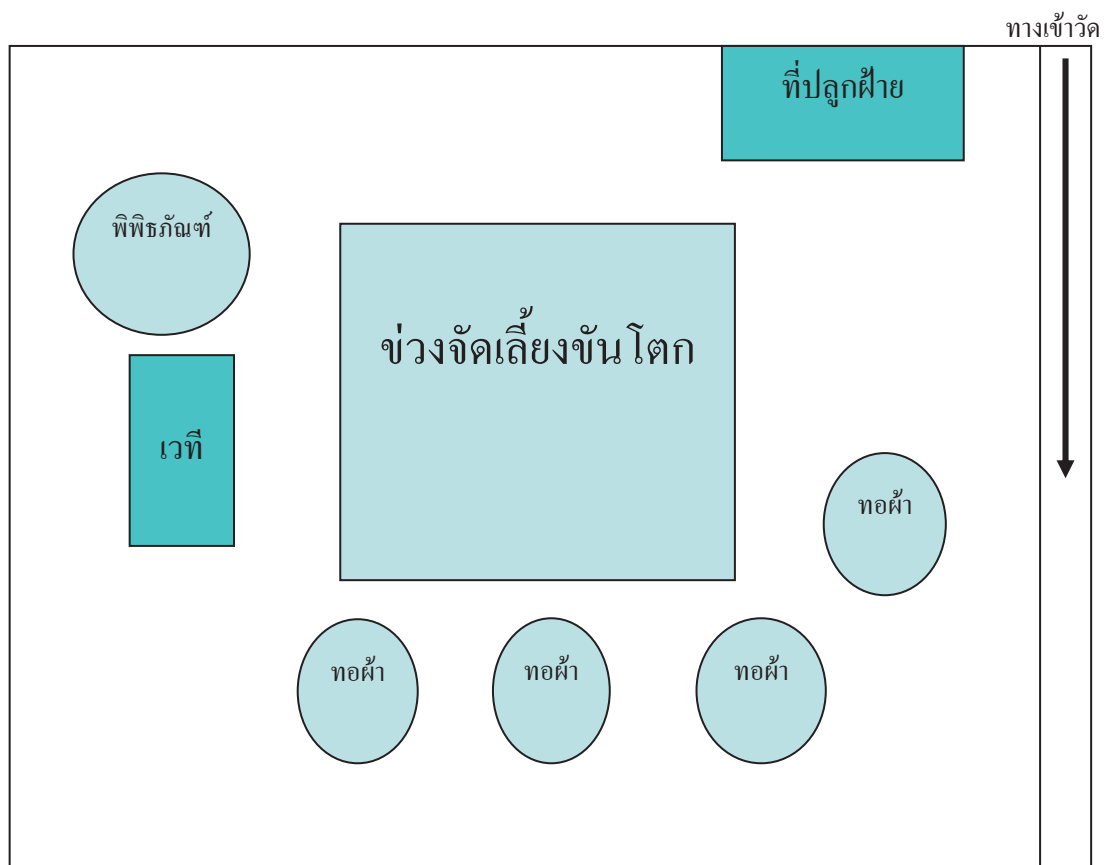 ทางเข้าวัด
ที่ปลูกฝ้าย
พิพิธภัณฑ์
ข่วงจัดเลี้ยงขันโตก
เวที
ทอผ้า
ทอผ้า
ทอผ้า
ทอผ้า